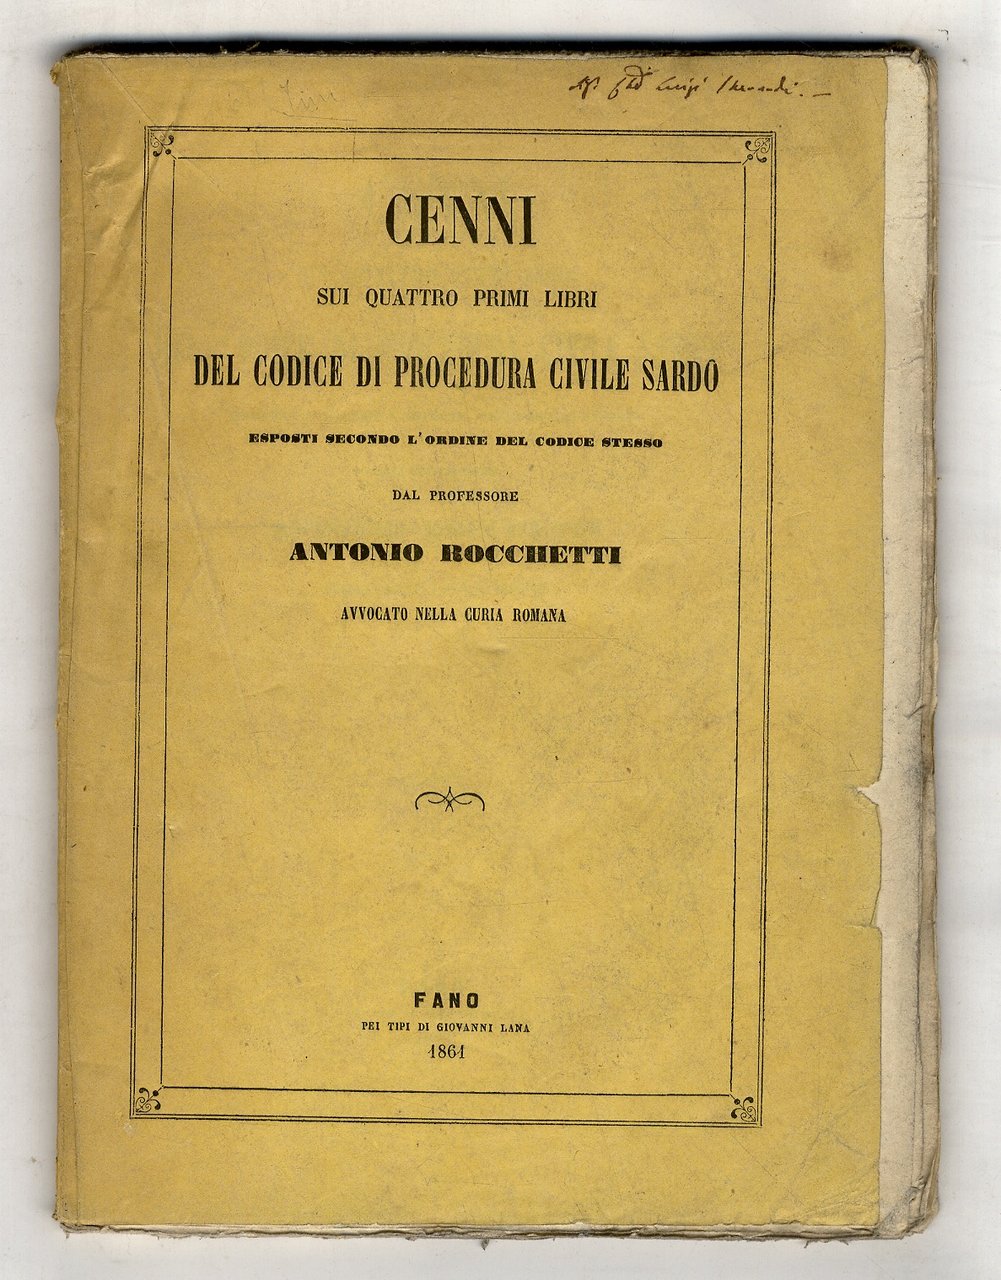 Luigi
CENNI
SUI QUATTRO PRIMI LIBRI
DEL CODICE DI PROCEDURA CIVILE SARDO
ESPOSTI SECONDO L'ORDINE DEL CODICE STESSO
DAL PROFESSORE
ANTONIO ROCCHETTI
AVVOCATO NELLA CURIA ROMANA
FANO
PEI TIPI DI GIOVANNI LANA
1861